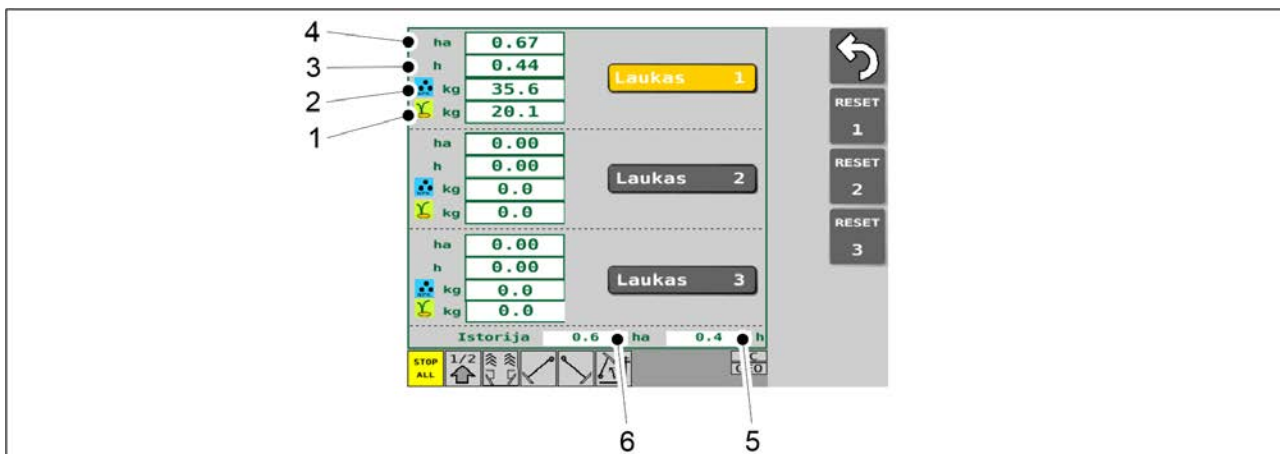 4 ha 0.67
3 h 0.44
2 kg 35.6
1 kg 20.1
Laukas 1
ha 0.00
h 0.00
kg 0.0
kg 0.0
Laukas 2
ha 0.00
h 0.00
kg 0.0
kg 0.0
Laukas 3
Istorija 0.6 ha 0.4 h
STOP ALL
1/2
GEO
RESET 1
RESET 2
RESET 3
6 5